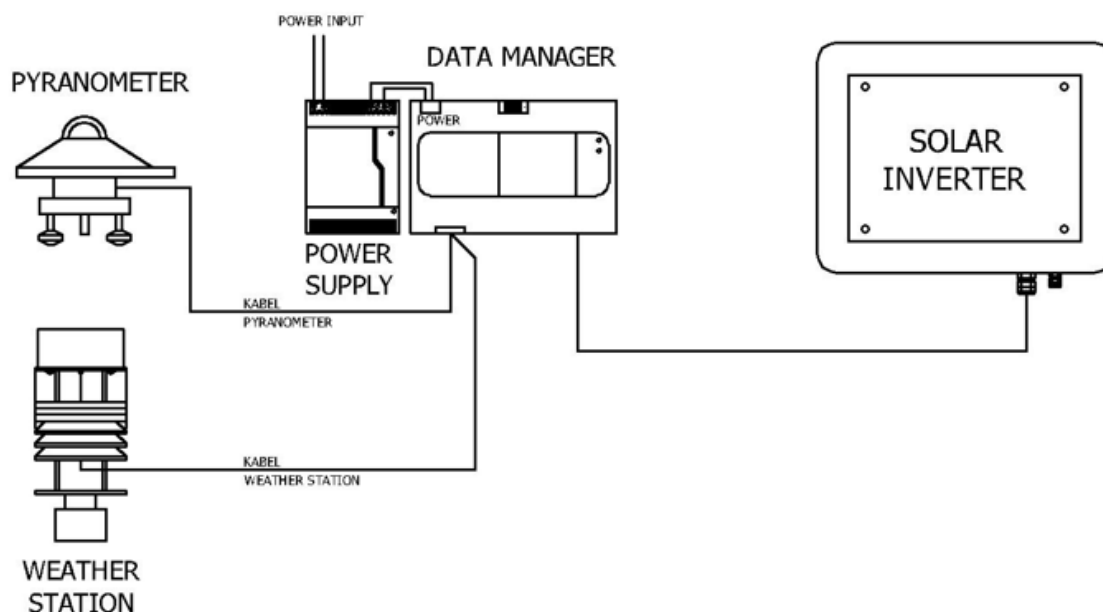 POWER INPUT
DATA MANAGER
PYRANOMETER
POWER
SOLAR
INVERTER
POWER
SUPPLY
KABEL
PYRANOMETER
KABEL
WEATHER STATION
WEATHER
STATION